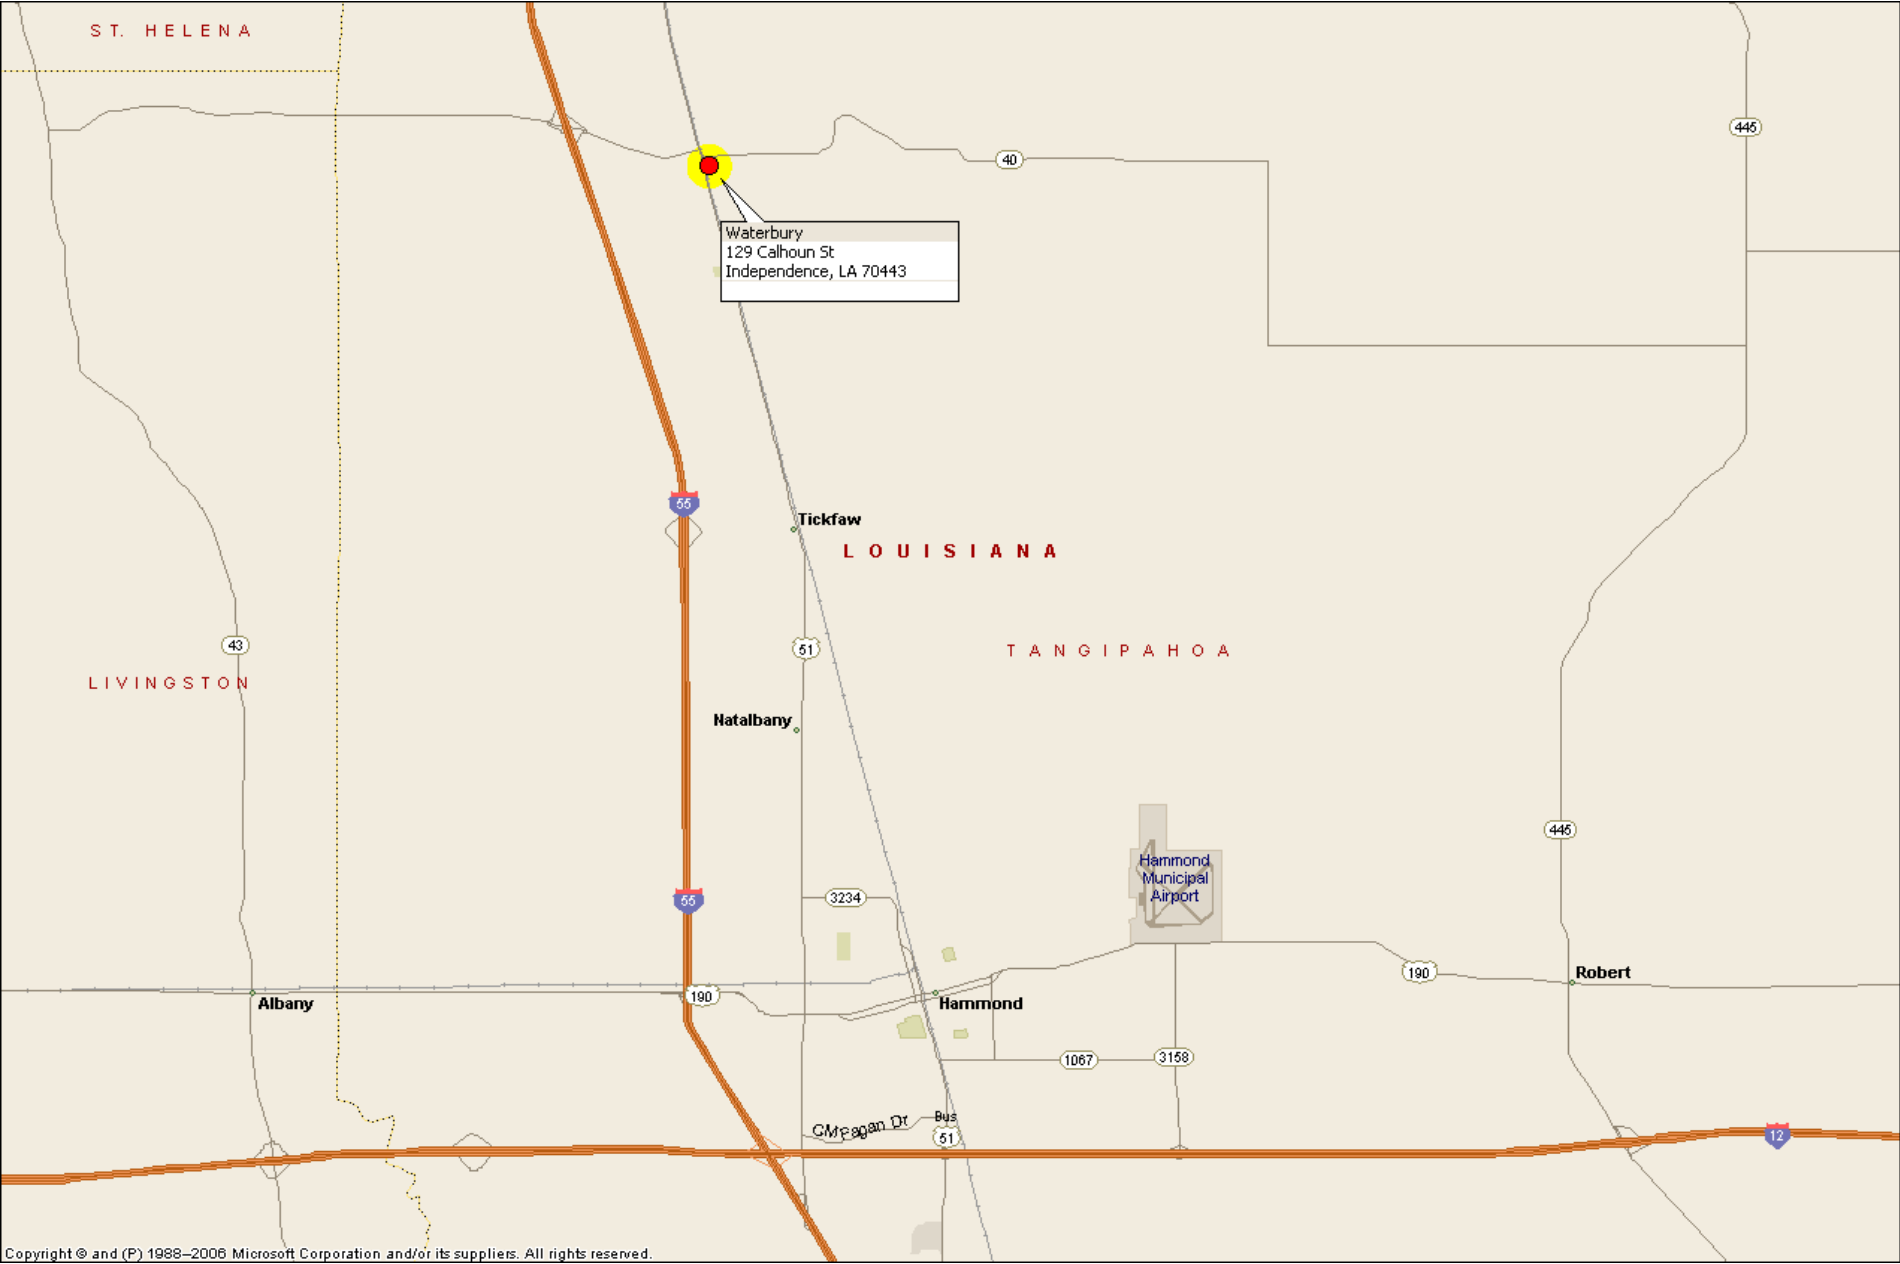 ST. HELENA
445
40
Waterbury
129 Calhoun St
Independence, LA 70443
55
Tickfaw
LOUISIANA
43
51
TANGIPAHOA
LIVINGSTON
Natalbany
445
Hammond
Municipal
Airport
55
3234
190
Robert
190
Albany
Hammond
1067
3158
CM Fagan Dr
Bus
51
12
Copyright © and (P) 1988–2006 Microsoft Corporation and/or its suppliers. All rights reserved.